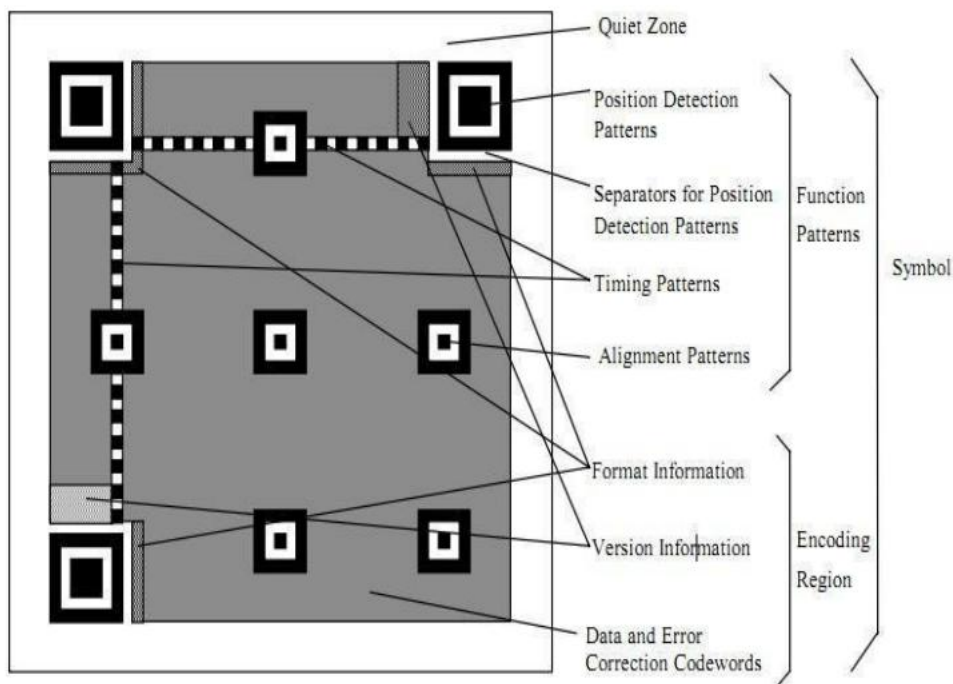 Quiet Zone
Position Detection
Patterns
Separators for Position
Detection Patterns
Function
Patterns
Symbol
Timing Patterns
Alignment Patterns
Format Information
Version Information
Encoding
Region
Data and Error
Correction Codewords